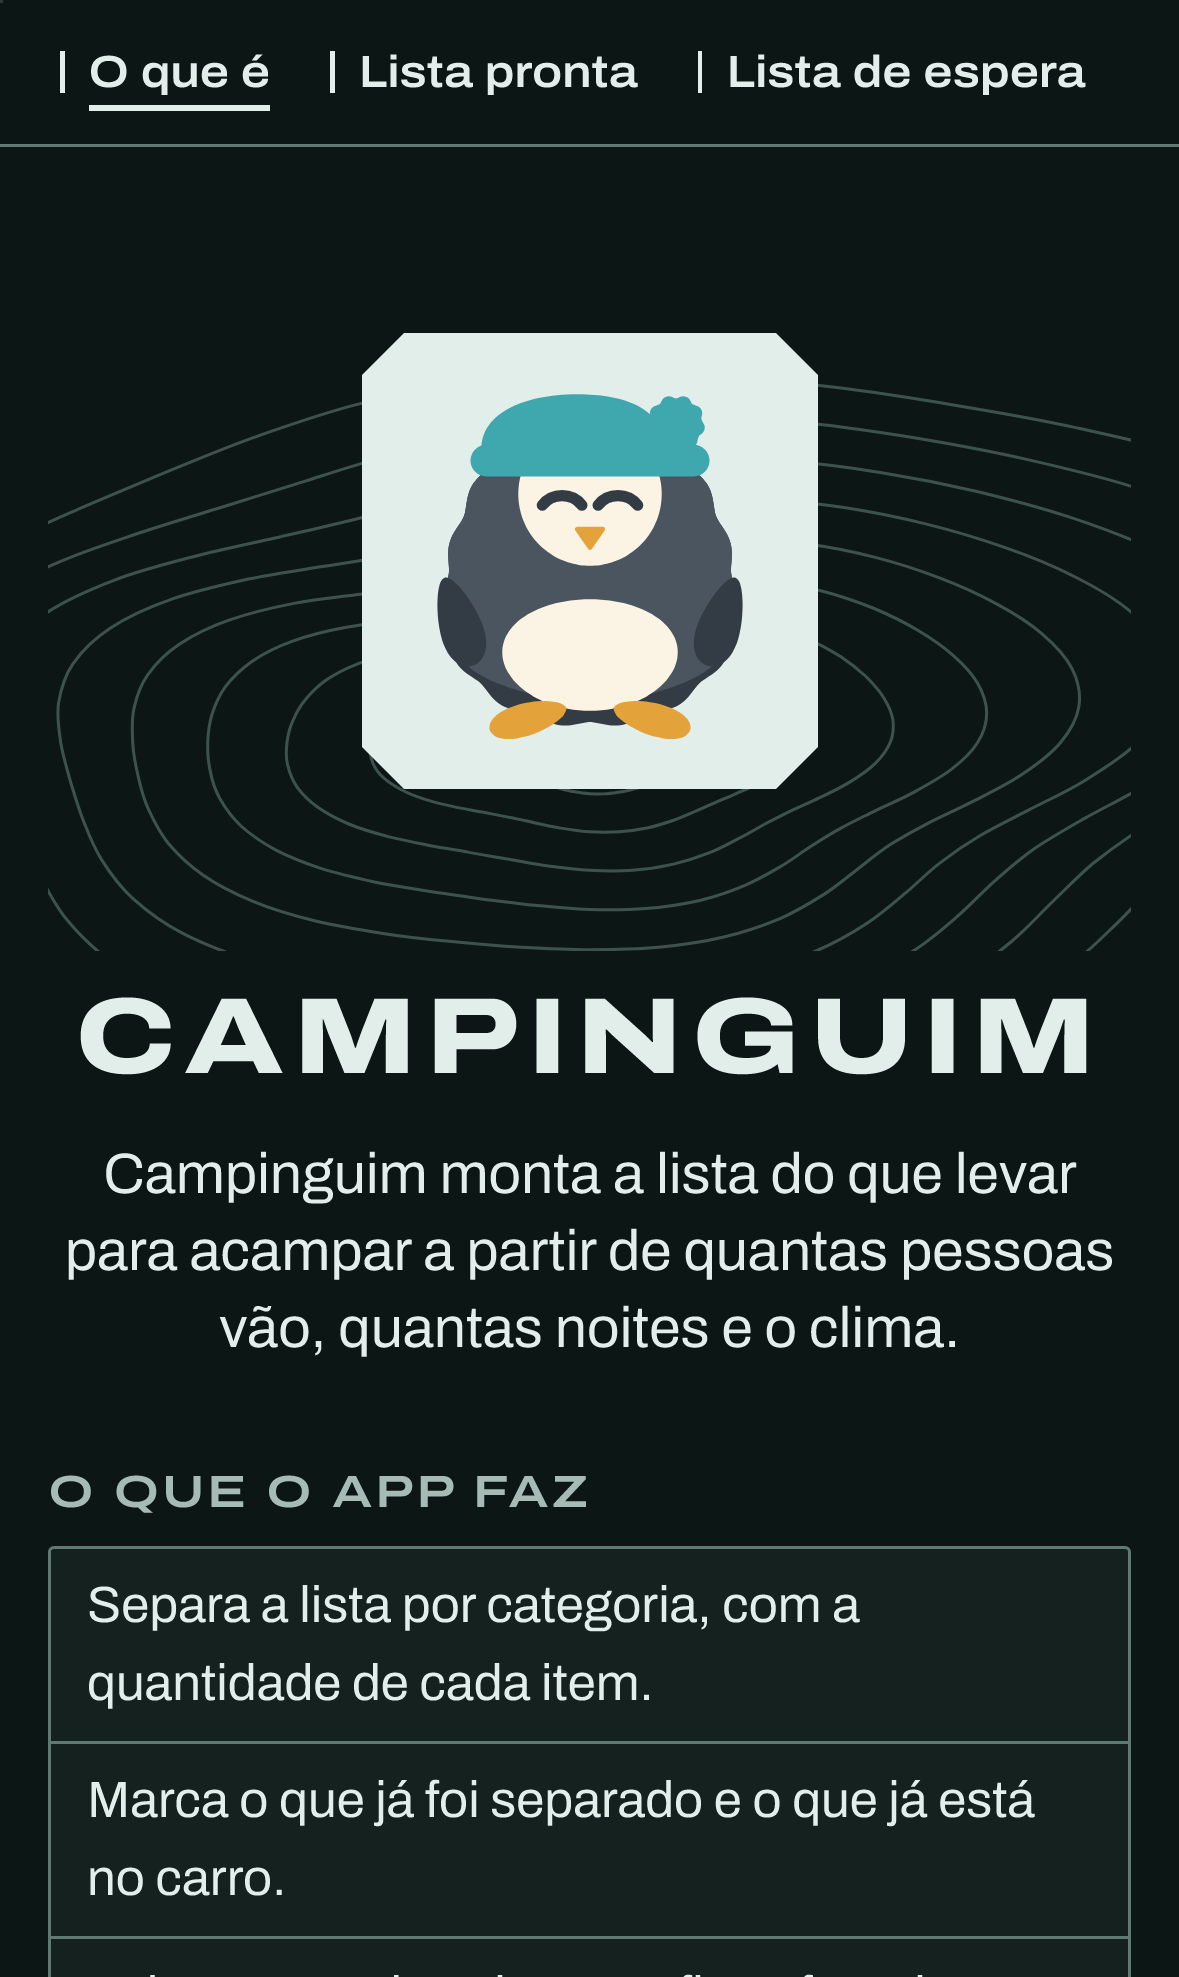 O que é
Lista pronta
Lista de espera
CAMPINGUIM
Campinguim monta a lista do que levar
para acampar a partir de quantas pessoas
vão, quantas noites e o clima.
O QUE O APP FAZ
Separa a lista por categoria, com a
quantidade de cada item.
Marca o que já foi separado e o que já está
no carro.